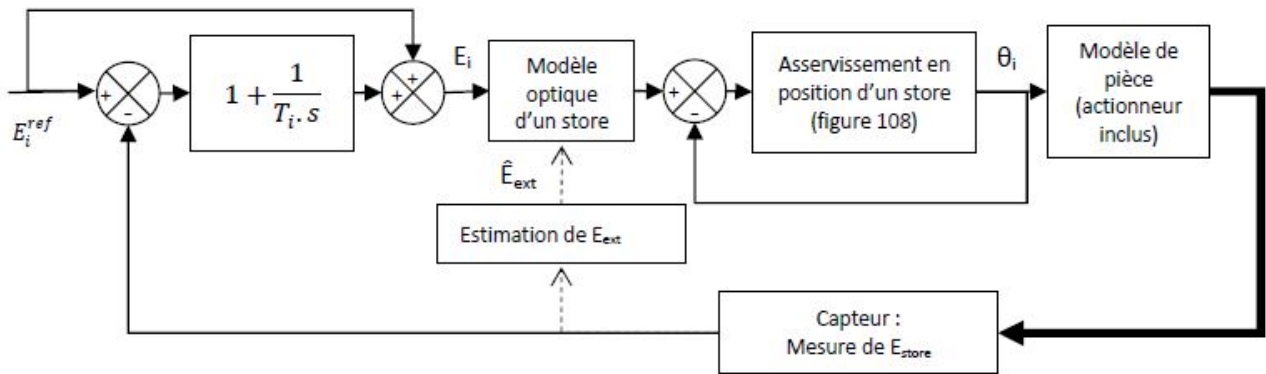 E_i^{ref}
+
-
1 + \frac{1}{T_i . s}
+
+
E_i
Modèle
optique
d'un store
+
-
Asservissement en
position d'un store
(figure 108)
θ_i
Modèle de
pièce
(actionneur
inclus)
Ê_ext
Estimation de E_ext
Capteur :
Mesure de E_store